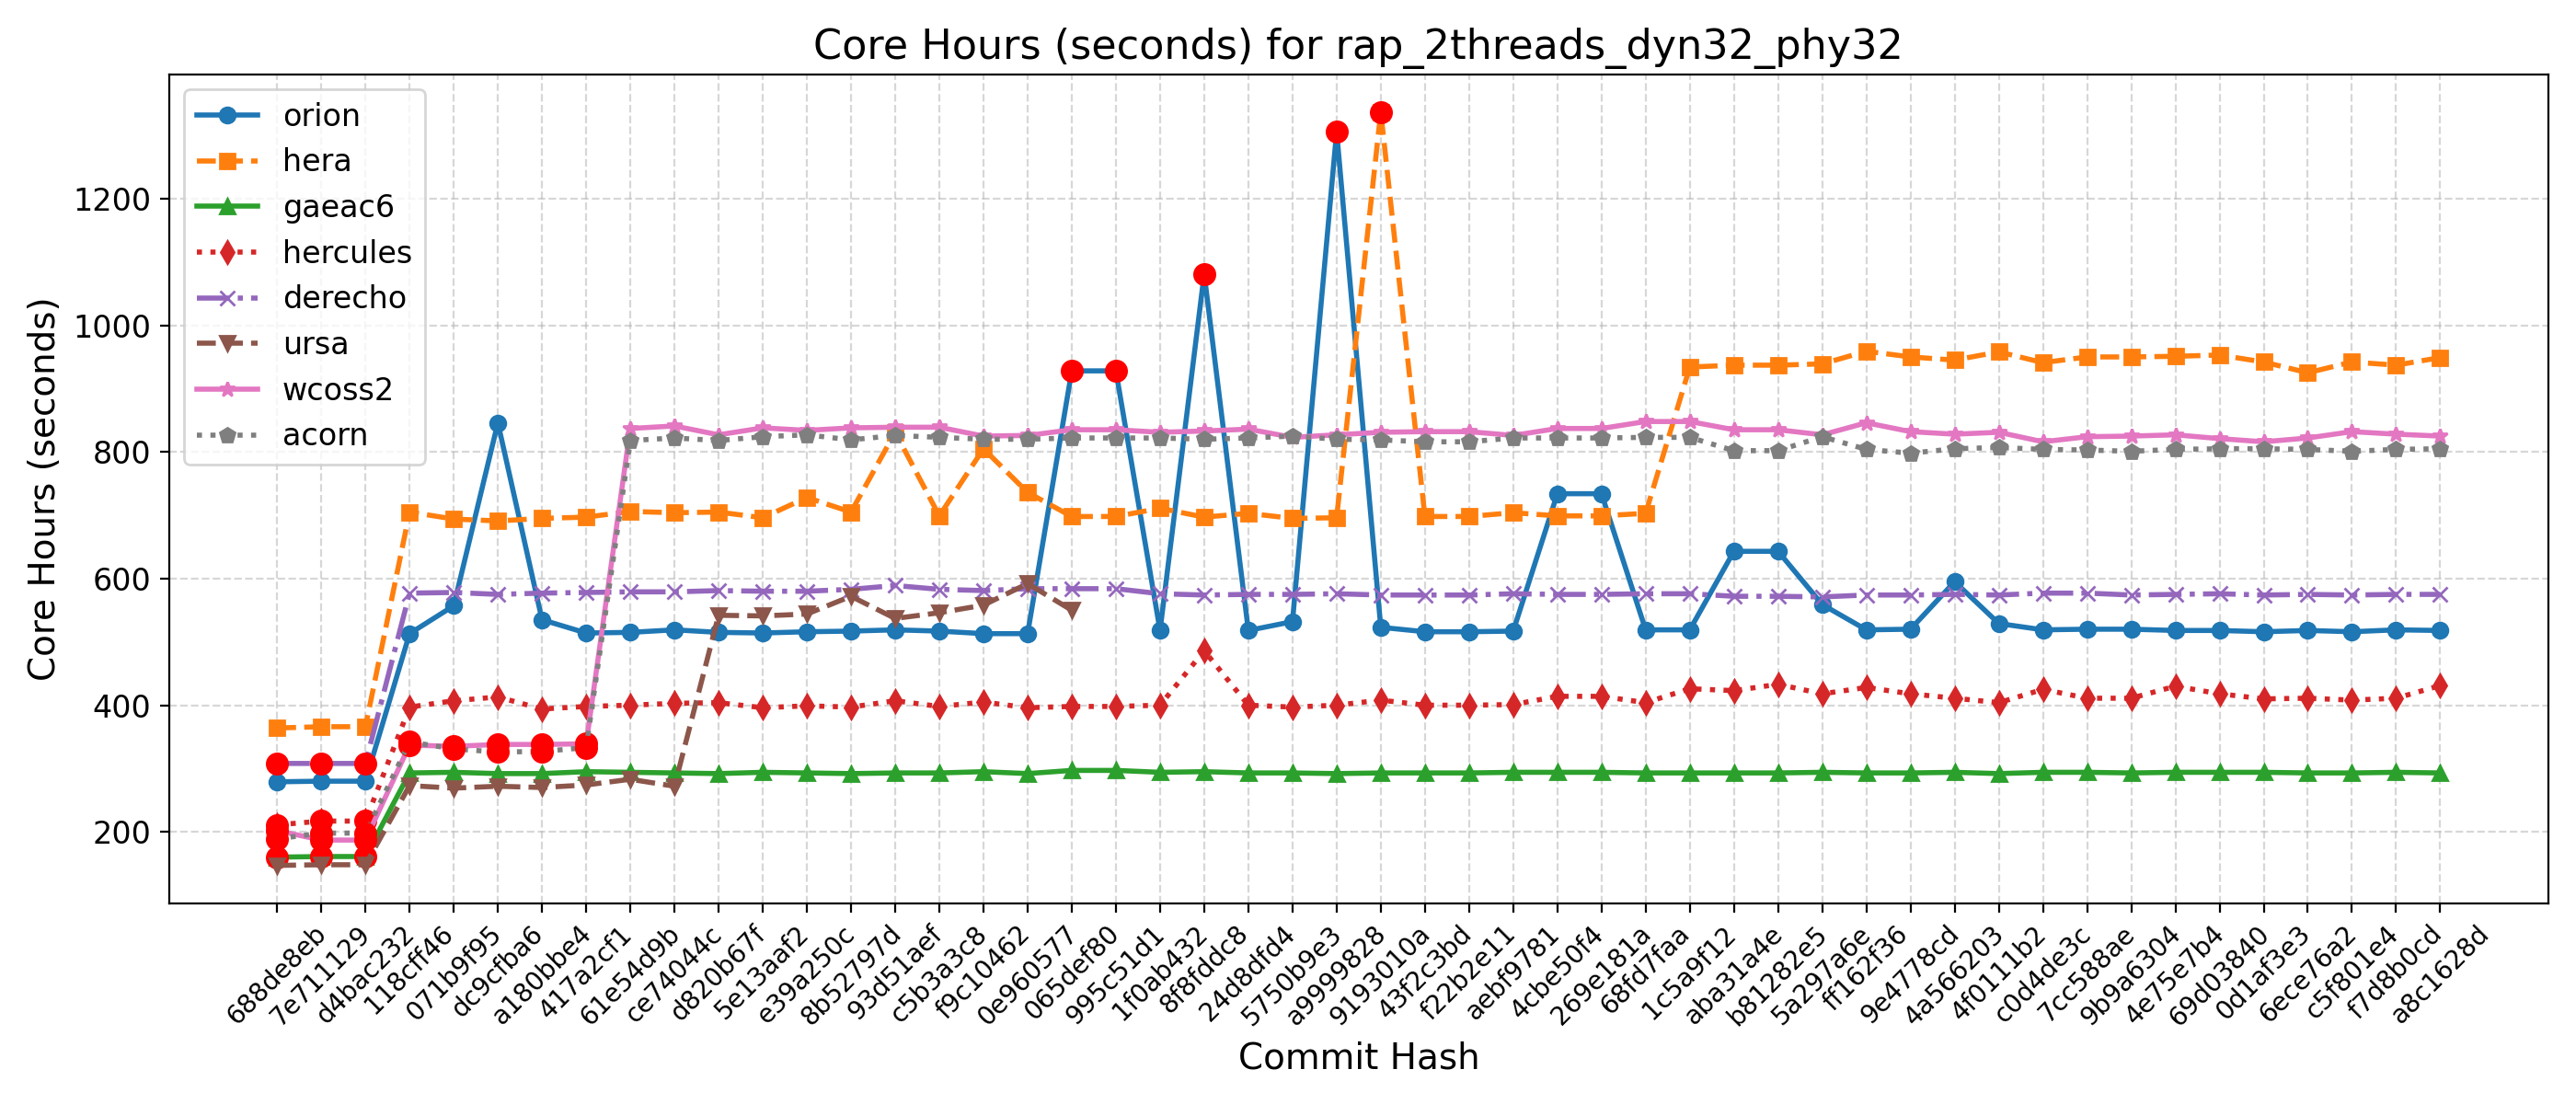 Core Hours (seconds) for rap_2threads_dyn32_phy32
orion
hera
gaeac6
hercules
derecho
ursa
wcoss2
acorn
Core Hours (seconds)
1200
1000
800
600
400
200
688de8eb
7e711129
d4bac232
118cff46
071b9f95
dc9cfba6
a180bbe4
417a2cf1
61e54d9b
ce74044c
d820b67f
5e13aaf2
e39a250c
8b52797d
93d51aef
c5b3a3c8
f9c10462
0e960577
065def80
995c51d1
1f0ab432
8f8fddc8
24d8dfd4
5750b9e3
a9999828
9193010a
43f2c3bd
f22b2e11
aebf9781
4cbe50f4
269e181a
68fd7faa
1c5a9f12
aba31a4e
b81282e5
5a297a6e
ff162f36
9e4778cd
4a566203
4f0111b2
c0d4de3c
7cc588ae
9b9a6304
4e75e7b4
69d03840
0d1af3e3
6ece76a2
c5f801e4
f7d8b0cd
a8c1628d
Commit Hash